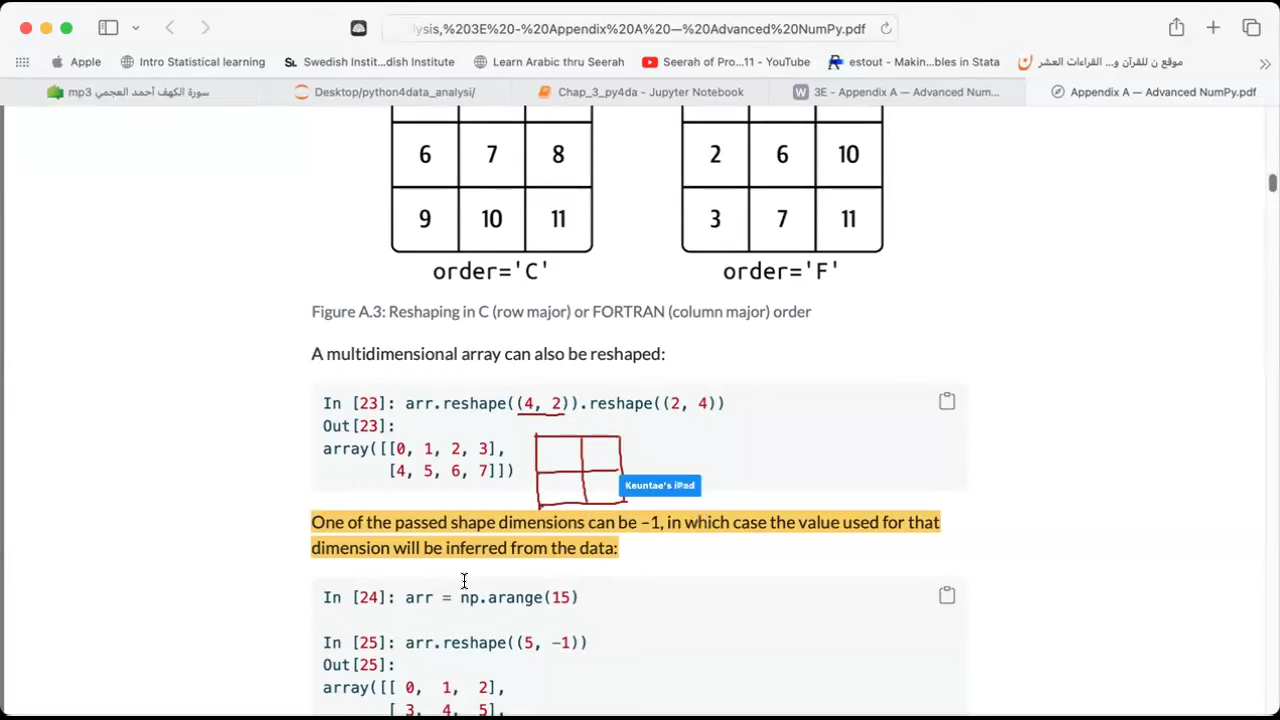 lysis,%203E%20-%20Appendix%20A%20—%20Advanced%20NumPy.pdf
Apple
Intro Statistical learning
SL Swedish Instit...dish Institute
Learn Arabic thru Seerah
Seerah of Pro...11 - YouTube
estout - Makin...bles in Stata
موقع ن للقرآن و... القراءات العشر
سورة الكهف أحمد العجمي mp3
Desktop/python4data_analysi/
Chap_3_py4da - Jupyter Notebook
W 3E - Appendix A — Advanced Num...
Appendix A — Advanced NumPy.pdf
6 7 8
9 10 11
order='C'
2 6 10
3 7 11
order='F'
Figure A.3: Reshaping in C (row major) or FORTRAN (column major) order
A multidimensional array can also be reshaped:
In [23]: arr.reshape((4, 2)).reshape((2, 4))
Out[23]:
array([[0, 1, 2, 3],
[4, 5, 6, 7]])
Keuntae's iPad
One of the passed shape dimensions can be −1, in which case the value used for that
dimension will be inferred from the data:
In [24]: arr = np.arange(15)
In [25]: arr.reshape((5, −1))
Out[25]:
array([[ 0, 1, 2],
[ 3, 4, 5],